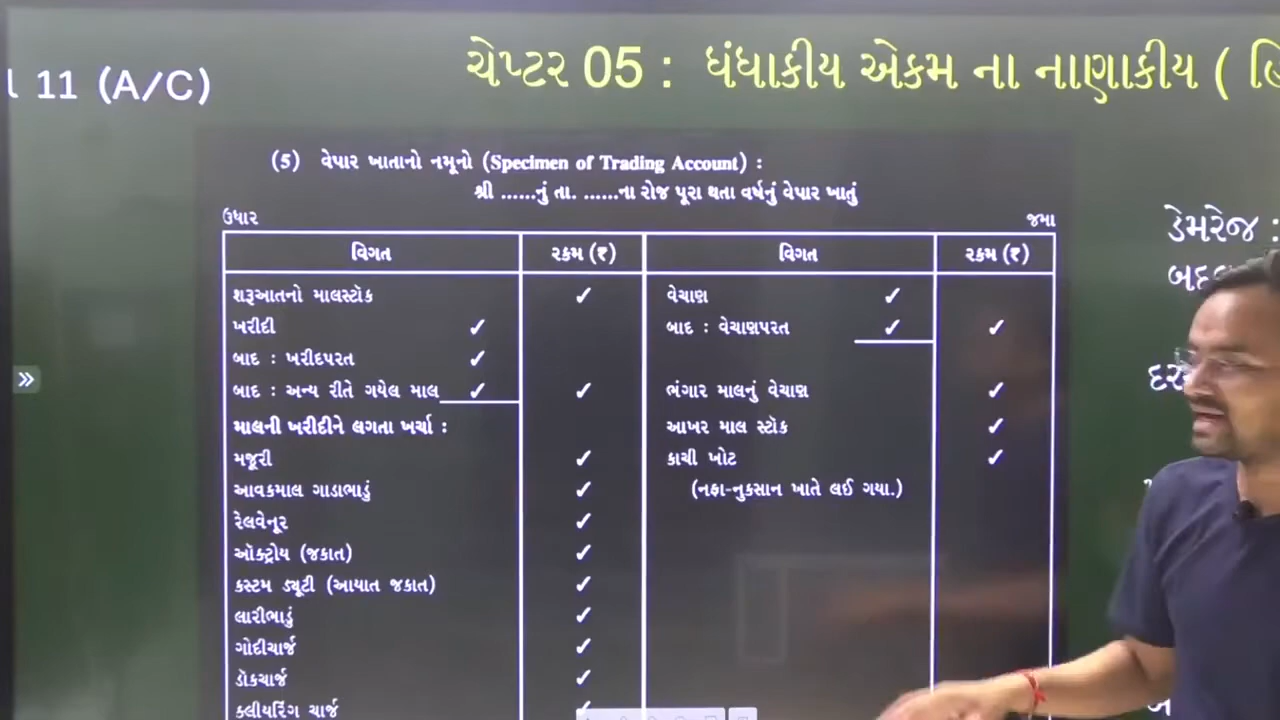 11 (A/C)
ચેપ્ટર 05 : ધંધાકીય એકમ ના નાણાકીય (
(5) વેપાર ખાતાનો નમૂનો (Specimen of Trading Account) :
શ્રી ......નું તા. ......ના રોજ પૂરા થતા વર્ષનું વેપાર ખાતું
ઉધાર જમા
વિગત રકમ (₹) વિગત રકમ (₹)
શરૂઆતનો માલસ્ટૉક ✓ વેચાણ ✓
ખરીદી ✓ બાદ : વેચાણપરત ✓ ✓
બાદ : ખરીદપરત ✓
બાદ : અન્ય રીતે ગયેલ માલ ✓ ✓ ભંગાર માલનું વેચાણ ✓
માલની ખરીદીને લગતા ખર્ચા : આખર માલ સ્ટૉક ✓
મજૂરી ✓ કાચી ખોટ ✓
આવકમાલ ગાડાભાડું ✓ (નફા-નુકસાન ખાતે લઈ ગયા.)
રેલવેનૂર ✓
ઑક્ટ્રોય (જકાત) ✓
કસ્ટમ ડ્યૂટી (આયાત જકાત) ✓
લારીભાડું ✓
ગોદીચાર્જ ✓
ડૉકચાર્જ ✓
ક્લીયરિંગ ચાર્જ ✓
ડેમરેજ :